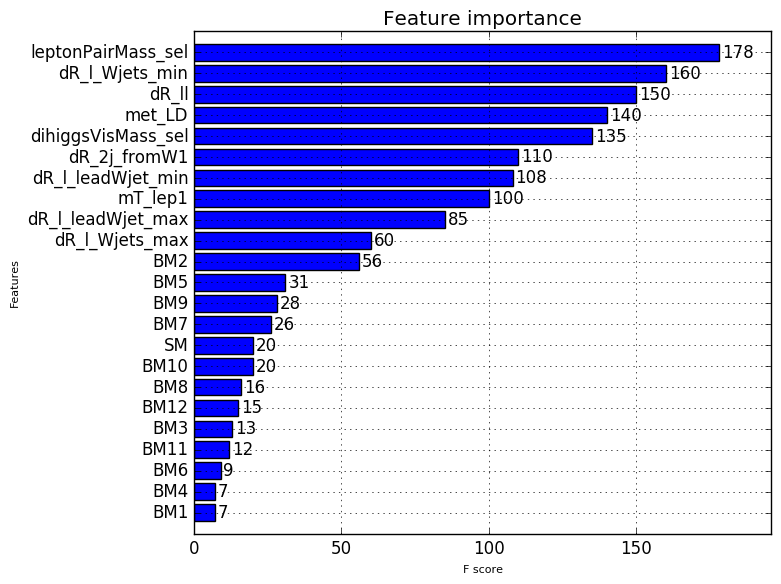 Feature importance
leptonPairMass_sel 178
dR_l_Wjets_min 160
dR_ll 150
met_LD 140
dihiggsVisMass_sel 135
dR_2j_fromW1 110
dR_l_leadWjet_min 108
mT_lep1 100
dR_l_leadWjet_max 85
dR_l_Wjets_max 60
BM2 56
BM5 31
BM9 28
BM7 26
SM 20
BM10 20
BM8 16
BM12 15
BM3 13
BM11 12
BM6 9
BM4 7
BM1 7
Features
0 50 100 150
F score